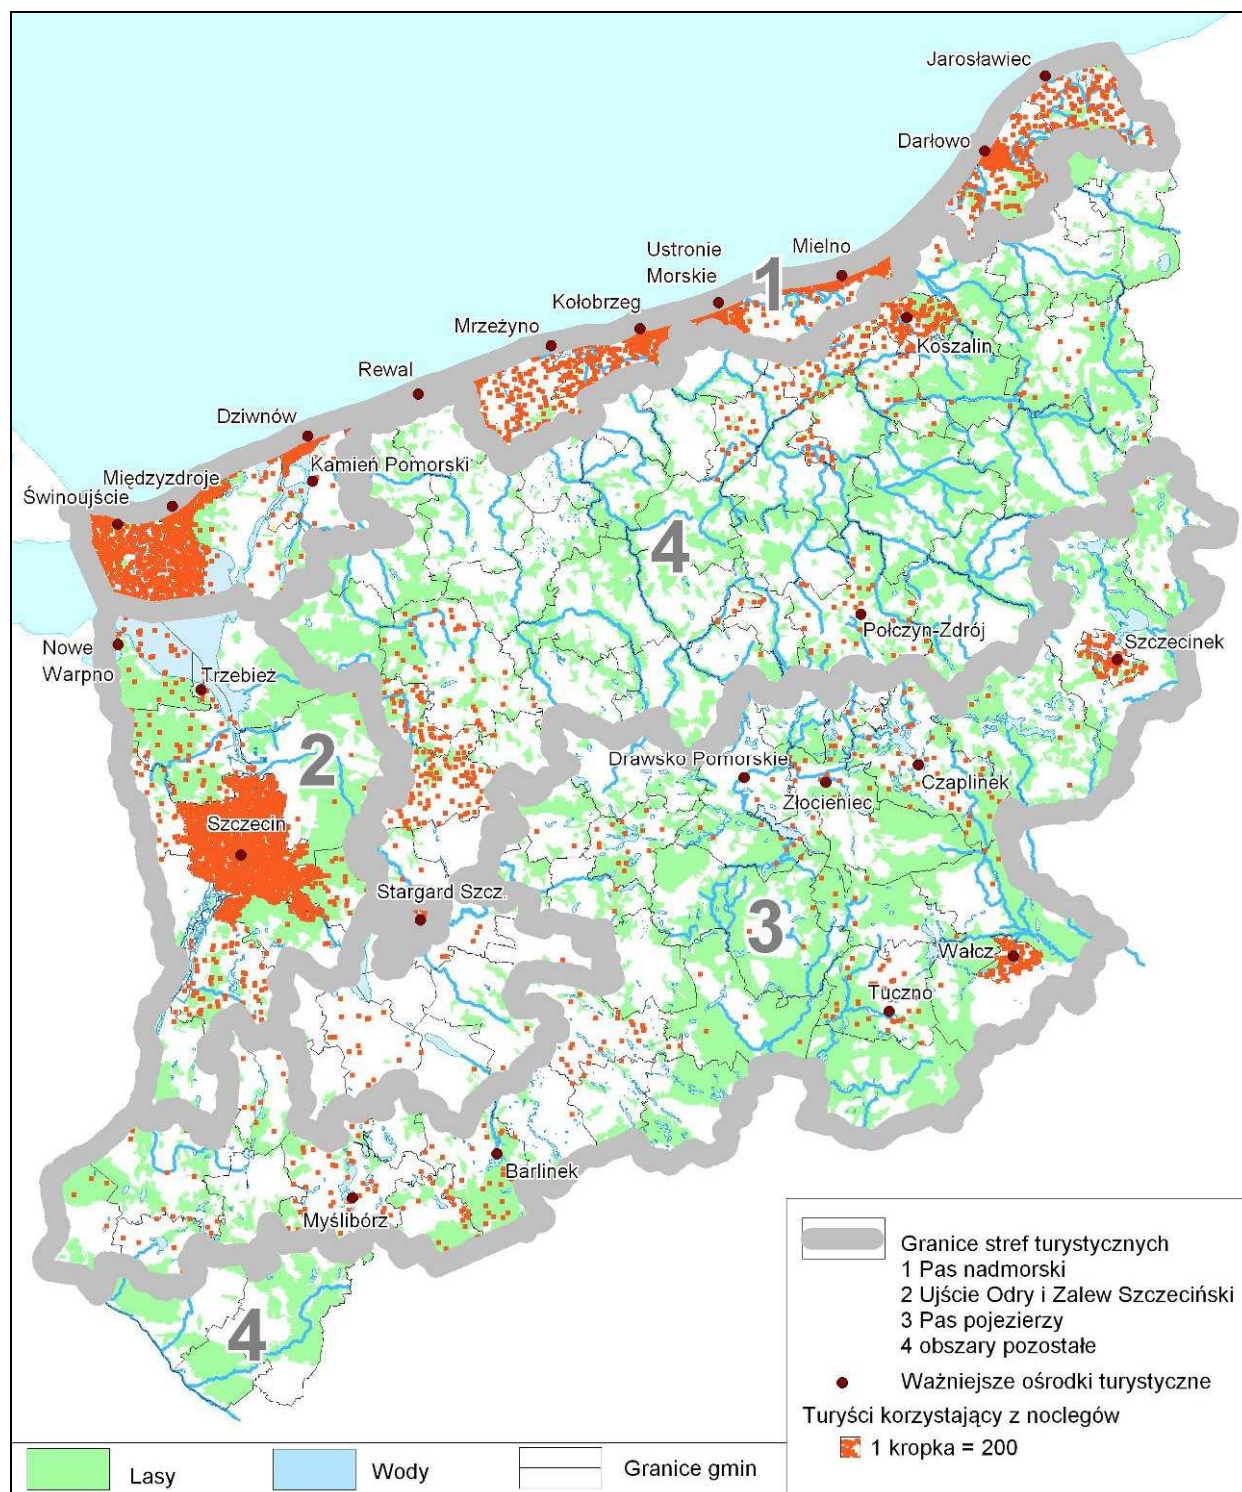 Jarosławiec
Darłowo
Ustronie
Morskie
Mielno
1
Kołobrzeg
Mrzeżyno
Koszalin
Rewal
Dziwnów
Kamień Pomorski
Międzyzdroje
Świnoujście
4
Połczyn-Zdrój
Szczecinek
Nowe
Warpno
Trzebież
2
Drawsko Pomorskie
Czaplinek
Złocieniec
Szczecin
Stargard Szcz.
3
Wałcz
Tuczno
Barlinek
Myślibórz
4
Granice stref turystycznych
1 Pas nadmorski
2 Ujście Odry i Zalew Szczeciński
3 Pas pojezierzy
4 obszary pozostałe
Ważniejsze ośrodki turystyczne
Turyści korzystający z noclegów
1 kropka = 200
Lasy
Wody
Granice gmin